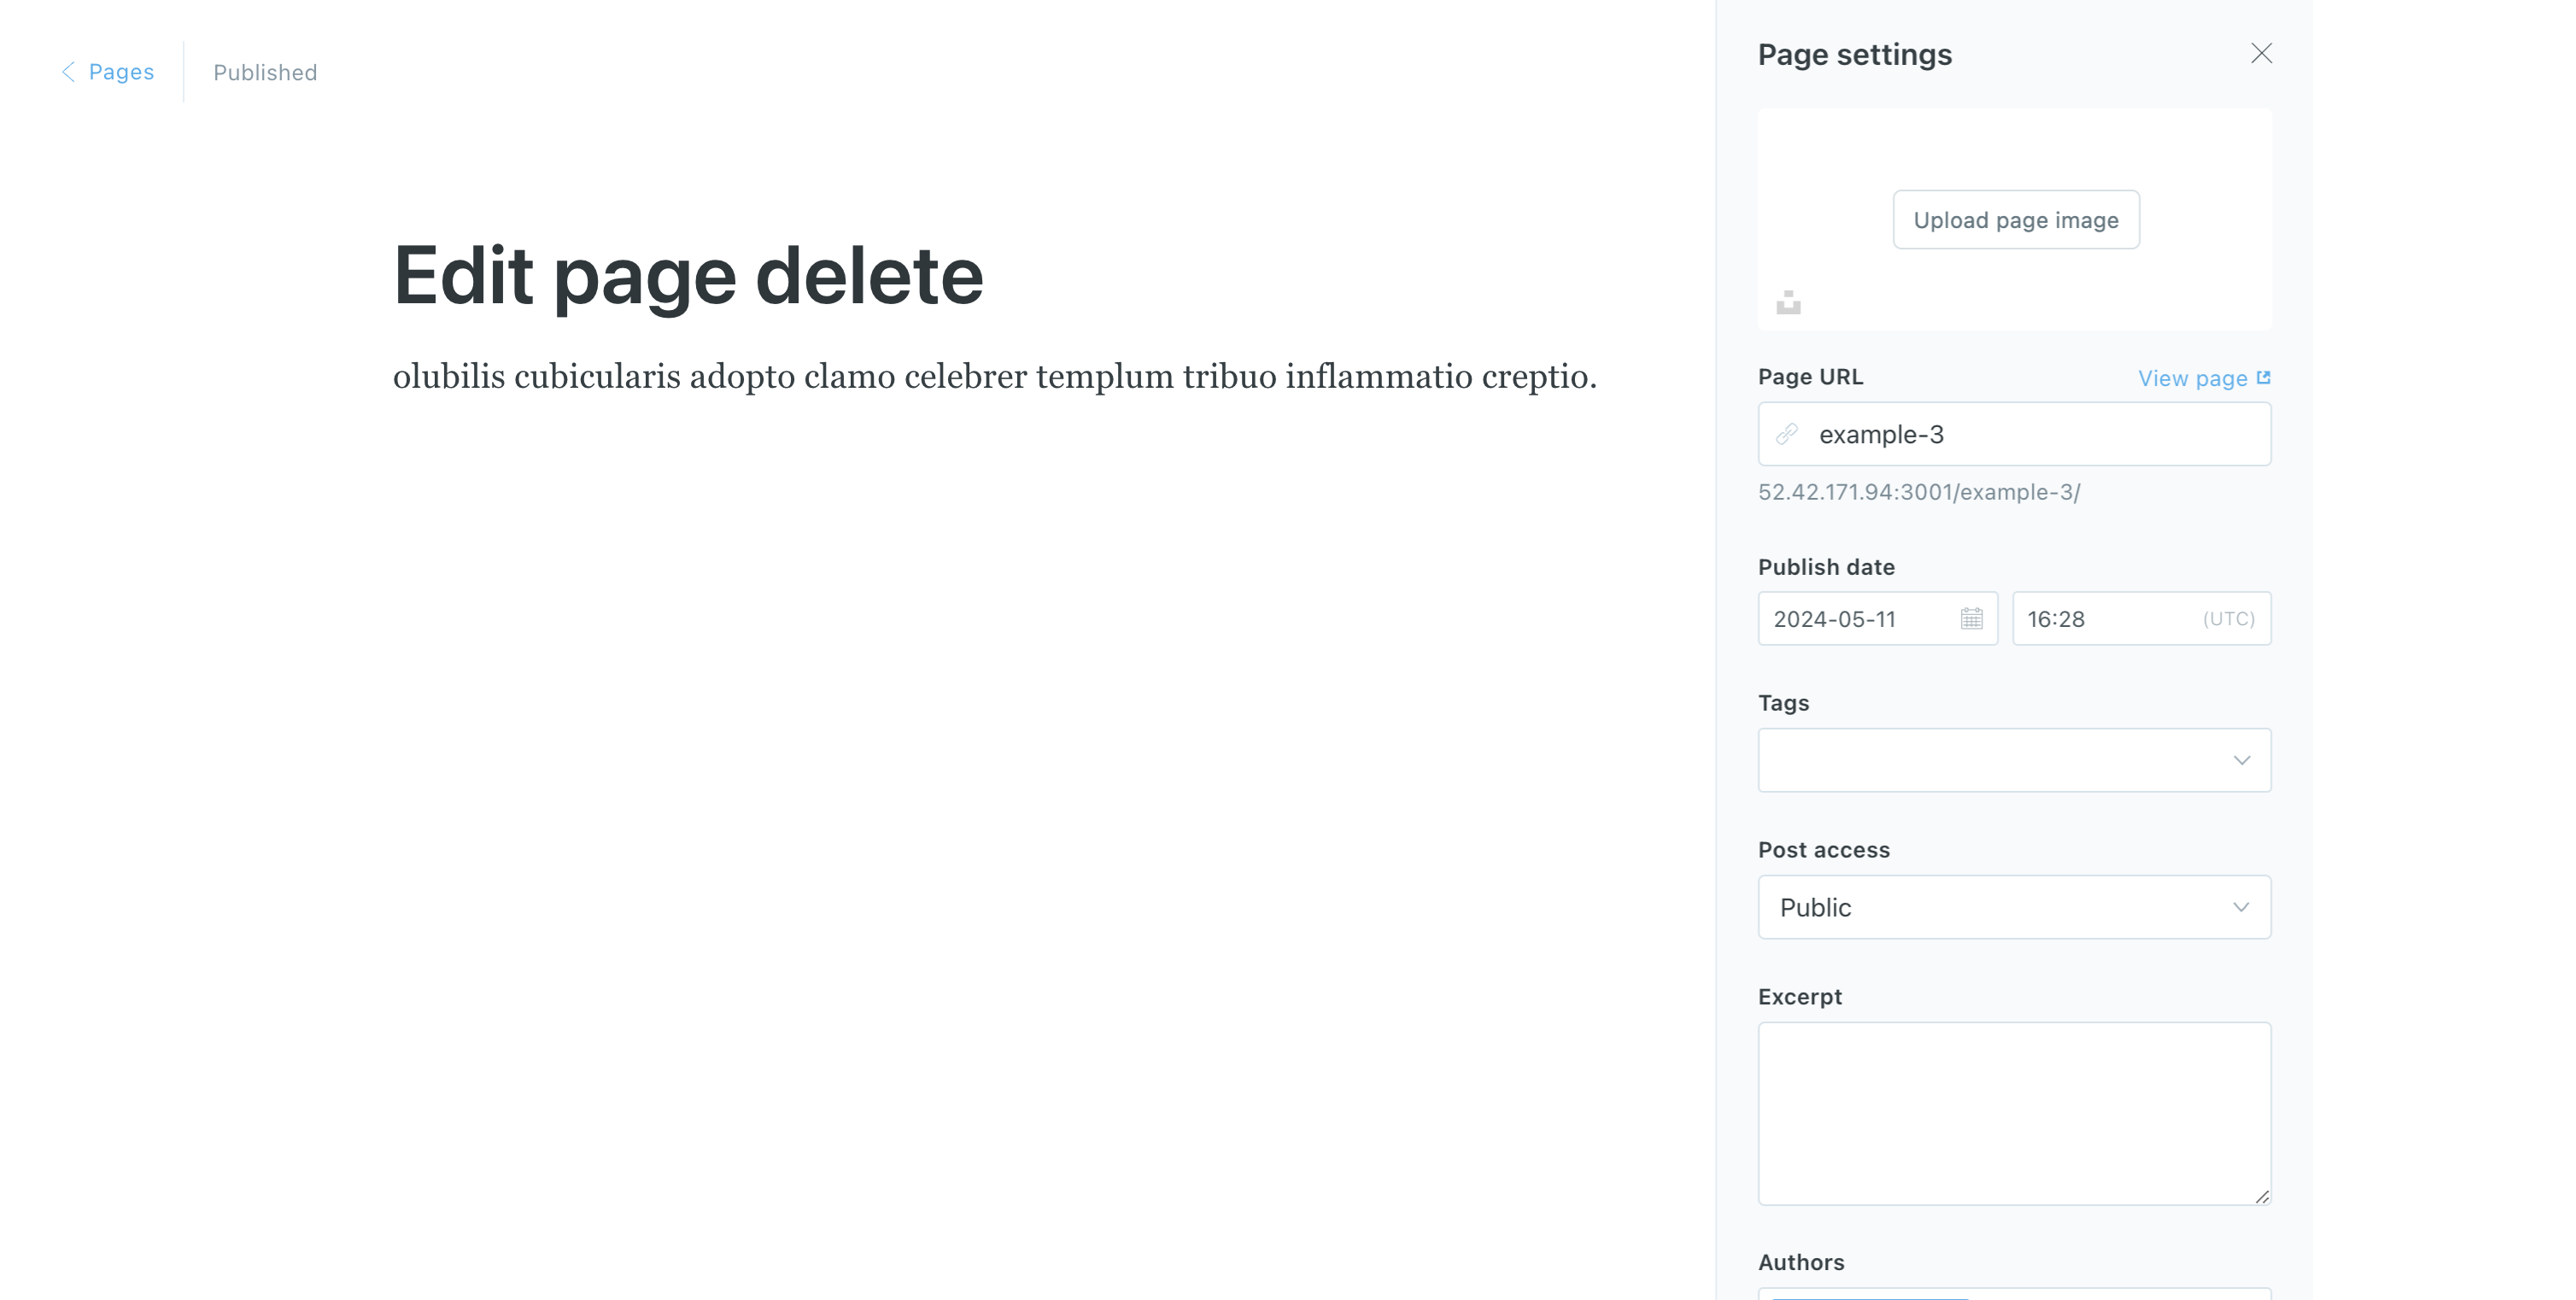 Pages
Published
Edit page delete
olubilis cubicularis adopto clamo celebrer templum tribuo inflammatio creptio.
Page settings
Upload page image
Page URL
View page
example-3
52.42.171.94:3001/example-3/
Publish date
2024-05-11
16:28
(UTC)
Tags
Post access
Public
Excerpt
Authors